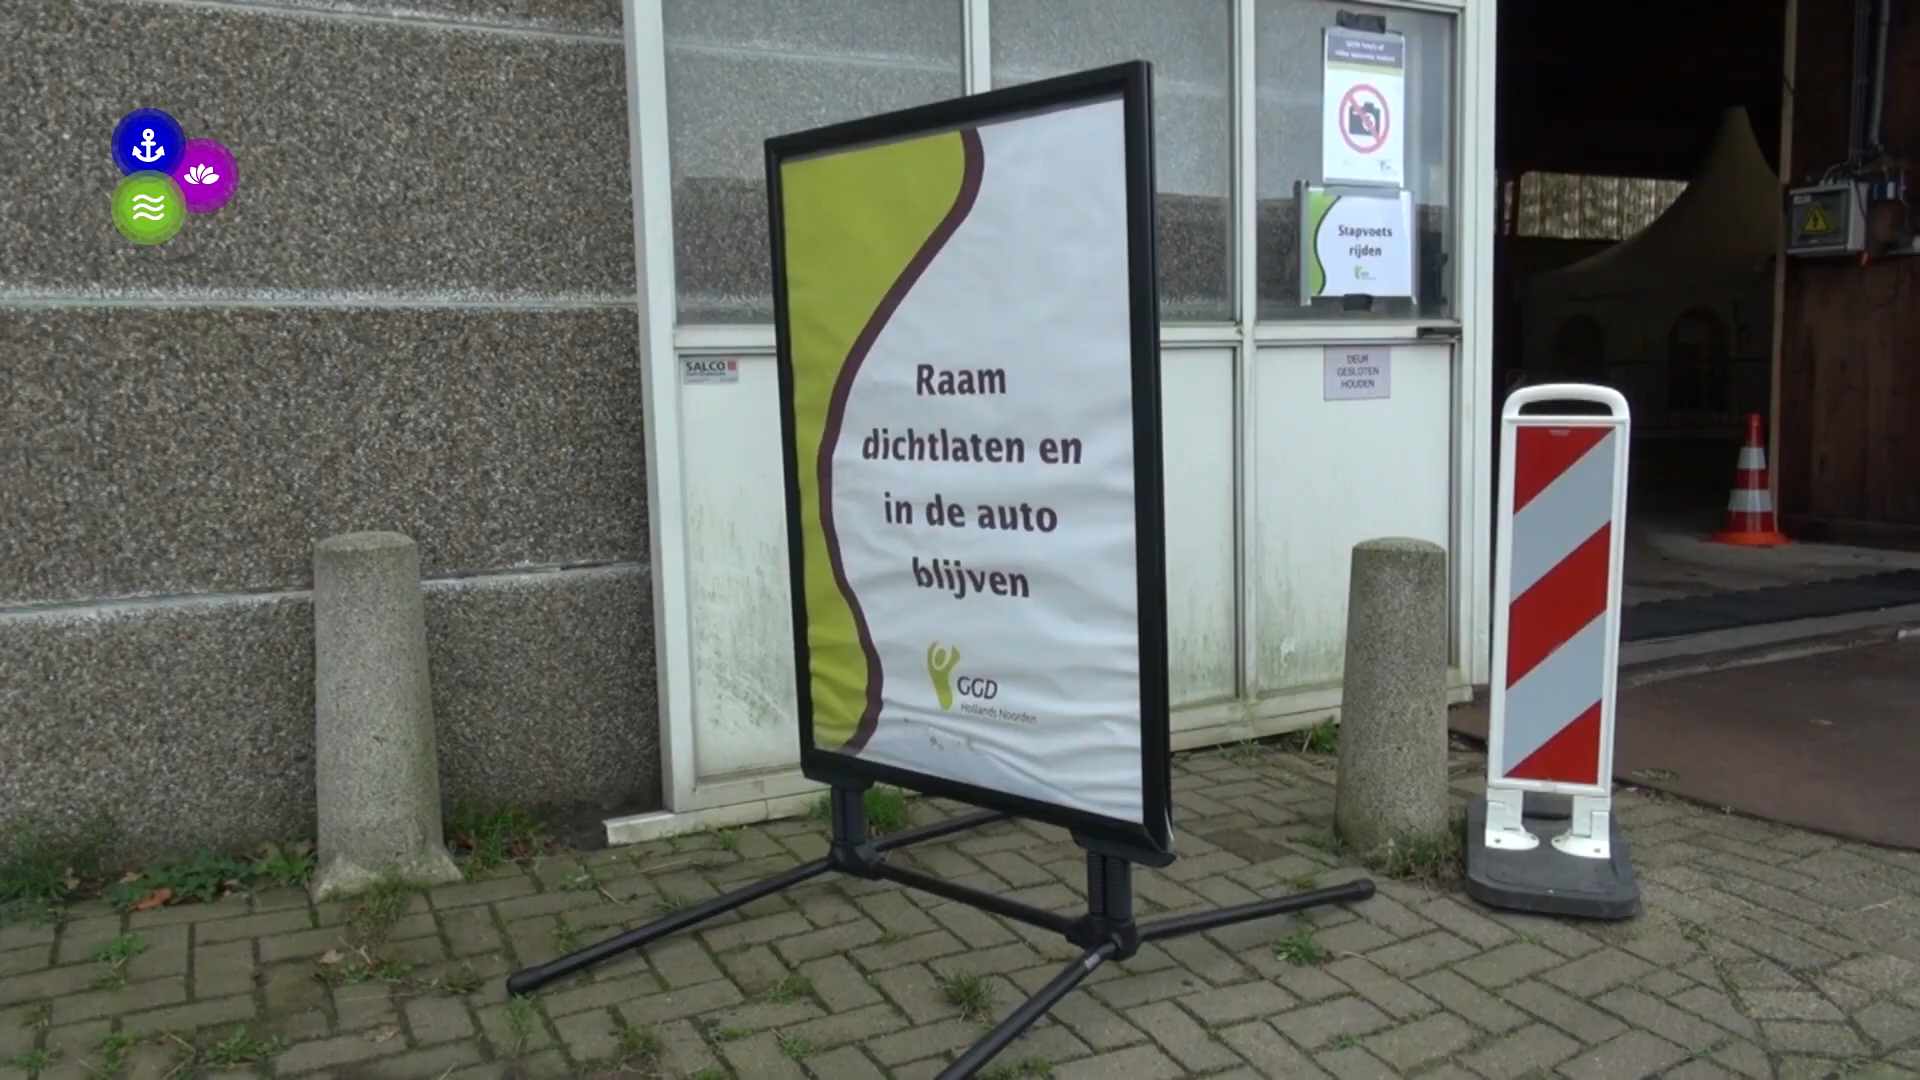 Raam
dichtlaten en
in de auto
blijven
GGD
Hollands Noorden
Stapvoets
rijden
DEUR
GESLOTEN
HOUDEN
SALCO